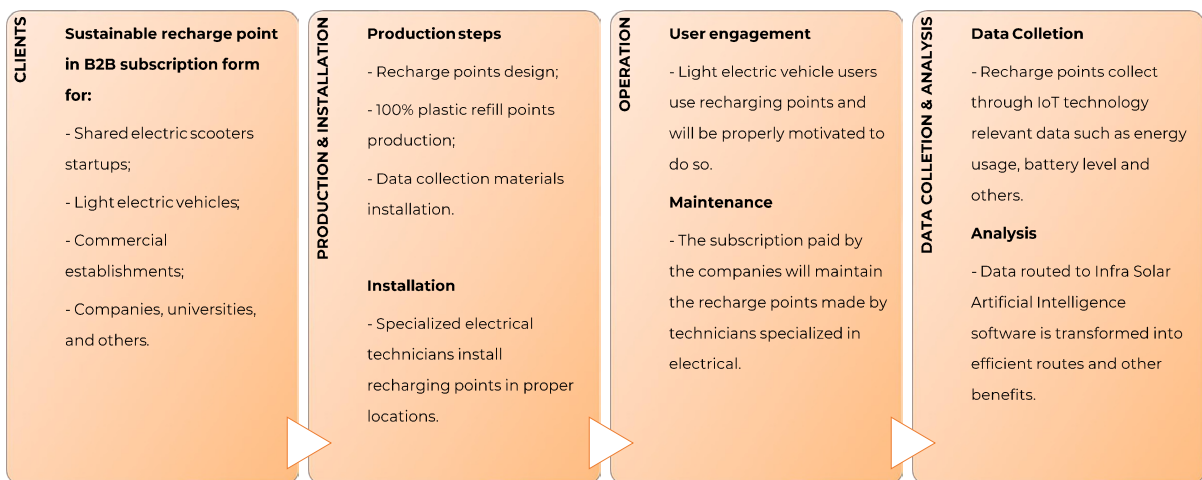 CLIENTS
Sustainable recharge point
in B2B subscription form
for:
- Shared electric scooters
startups;
- Light electric vehicles;
- Commercial
establishments;
- Companies, universities,
and others.
PRODUCTION & INSTALLATION
Production steps
- Recharge points design;
- 100% plastic refill points
production;
- Data collection materials
installation.
Installation
- Specialized electrical
technicians install
recharging points in proper
locations.
OPERATION
User engagement
- Light electric vehicle users
use recharging points and
will be properly motivated to
do so.
Maintenance
- The subscription paid by
the companies will maintain
the recharge points made by
technicians specialized in
electrical.
DATA COLLETION & ANALYSIS
Data Colletion
- Recharge points collect
through IoT technology
relevant data such as energy
usage, battery level and
others.
Analysis
- Data routed to Infra Solar
Artificial Intelligence
software is transformed into
efficient routes and other
benefits.